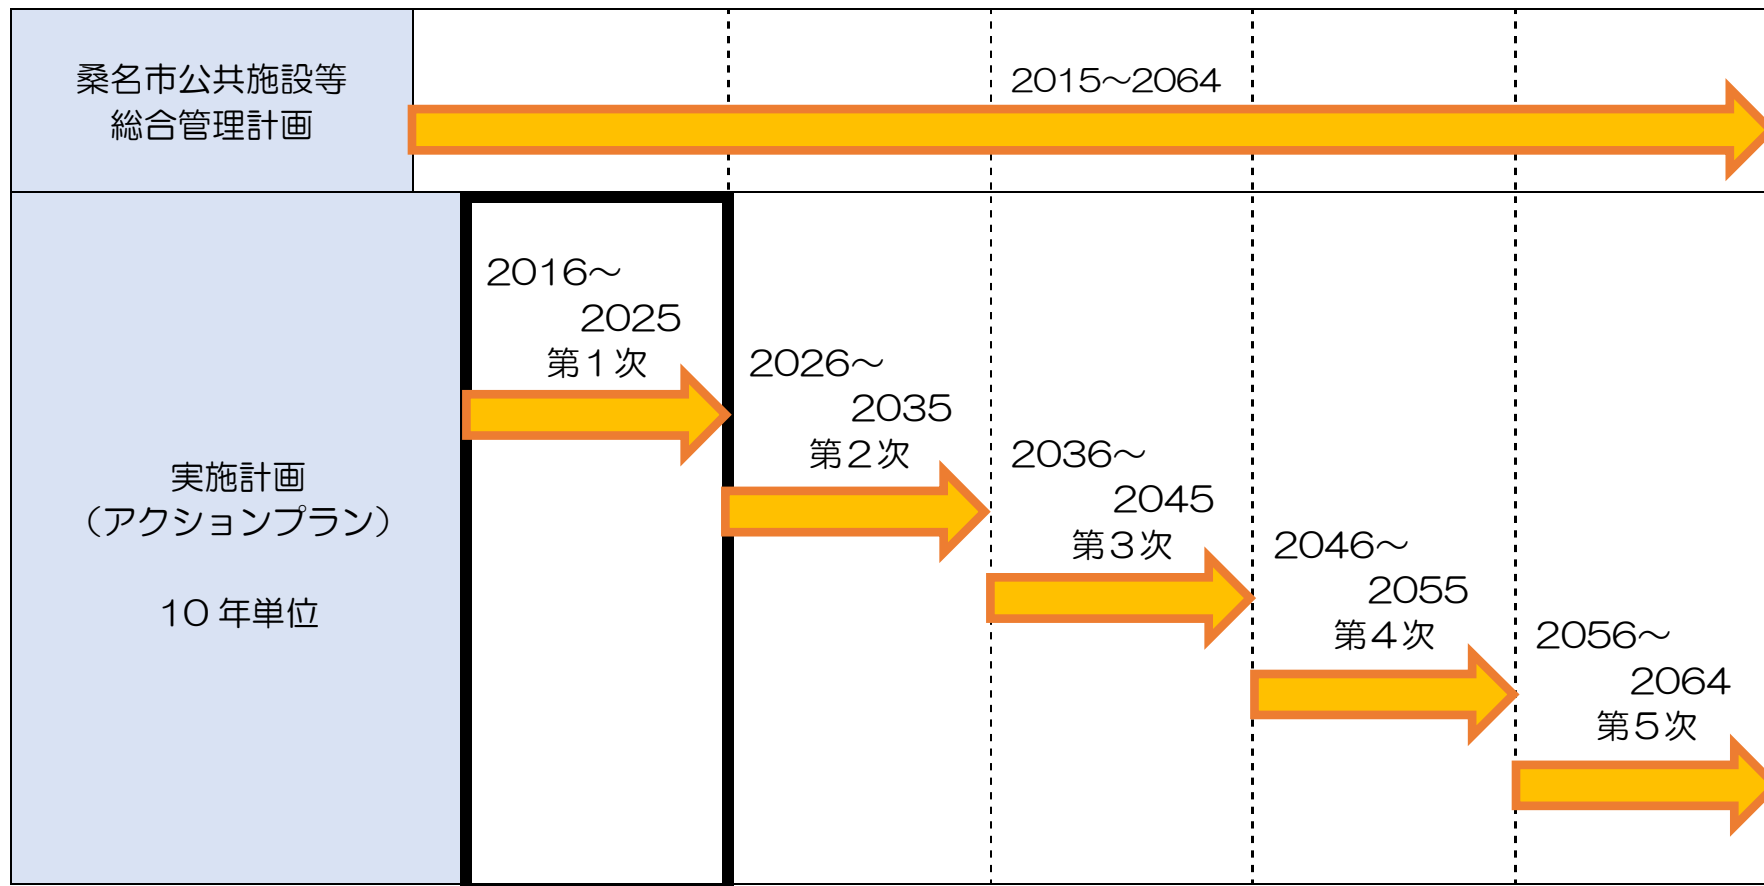 桑名市公共施設等
総合管理計画
2015～2064
実施計画
（アクションプラン）
10年単位
2016～
2025
第１次
2026～
2035
第２次
2036～
2045
第３次
2046～
2055
第４次
2056～
2064
第５次